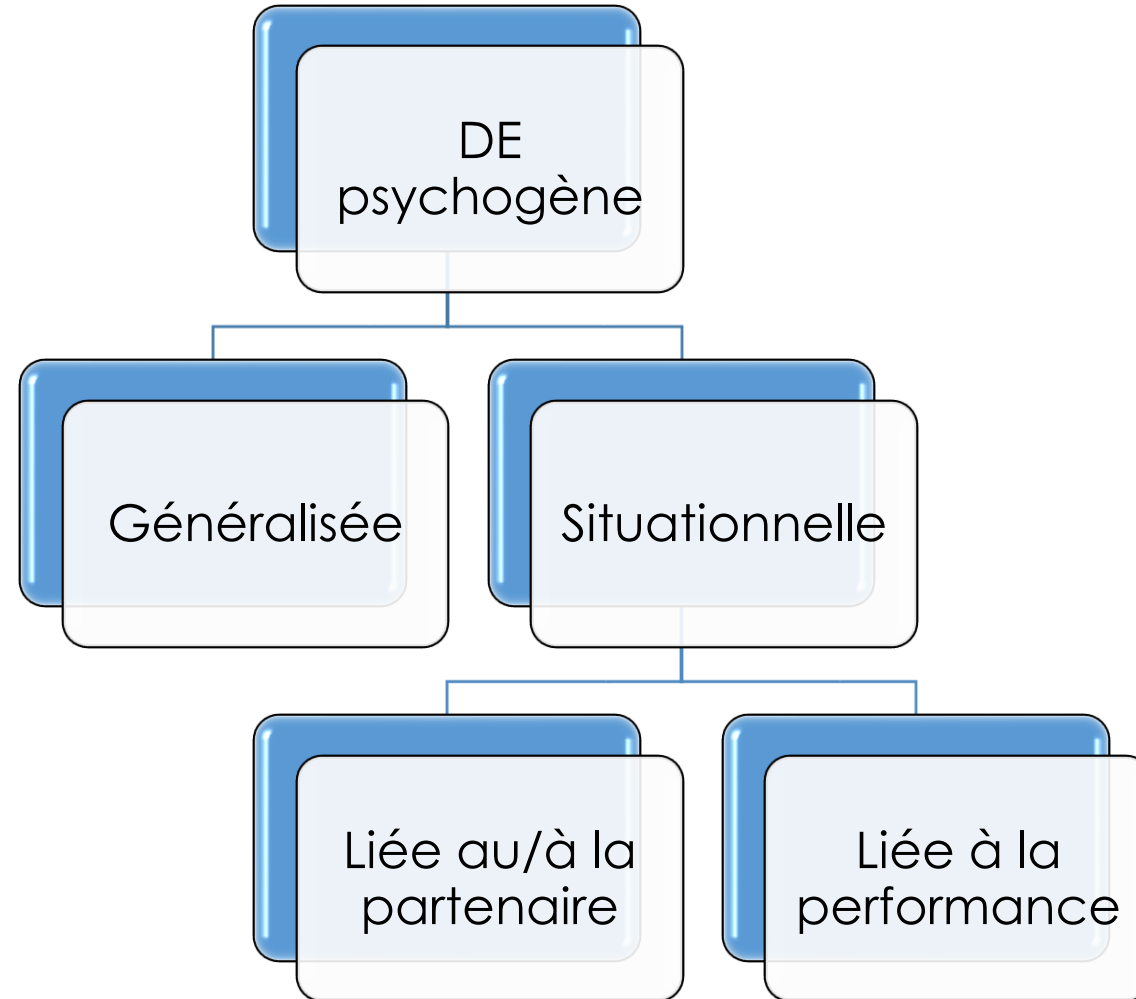 DE
psychogène
Généralisée
Situationnelle
Liée au/à la
partenaire
Liée à la
performance